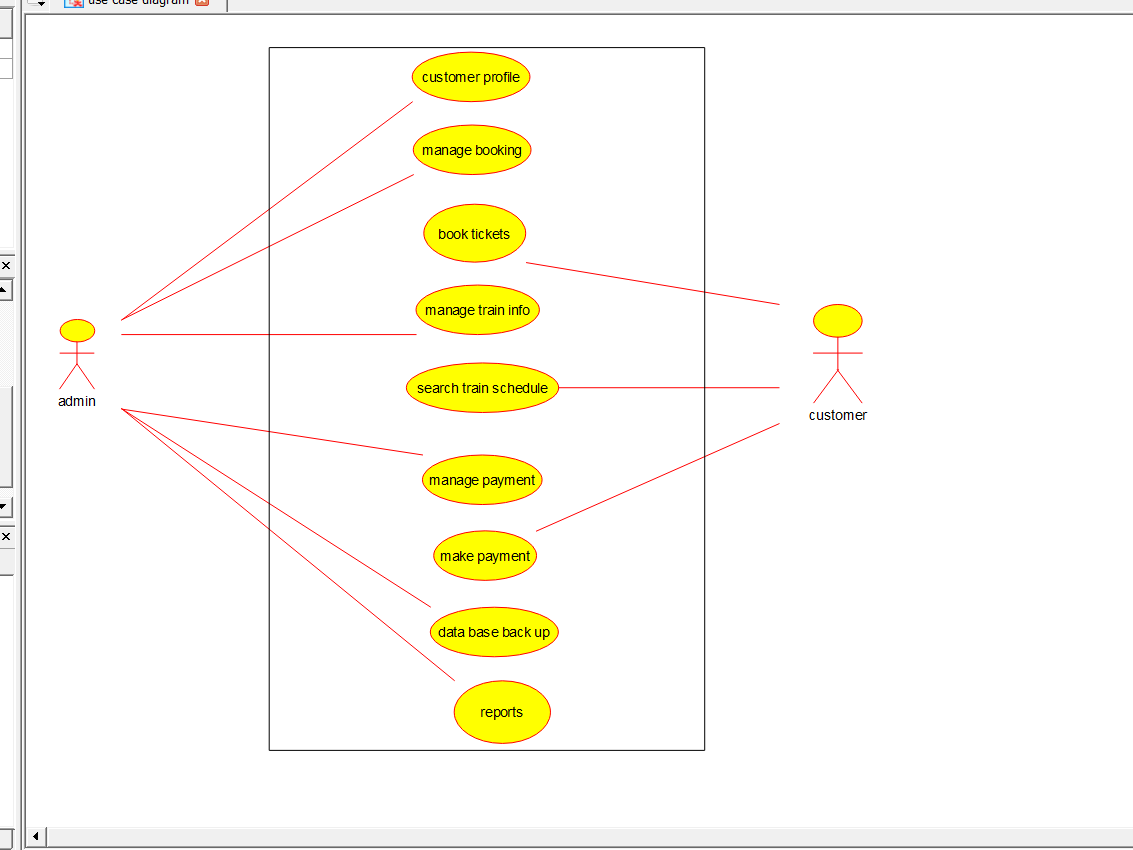 use case diagram
customer profile
manage booking
book tickets
manage train info
search train schedule
admin
customer
manage payment
make payment
data base back up
reports